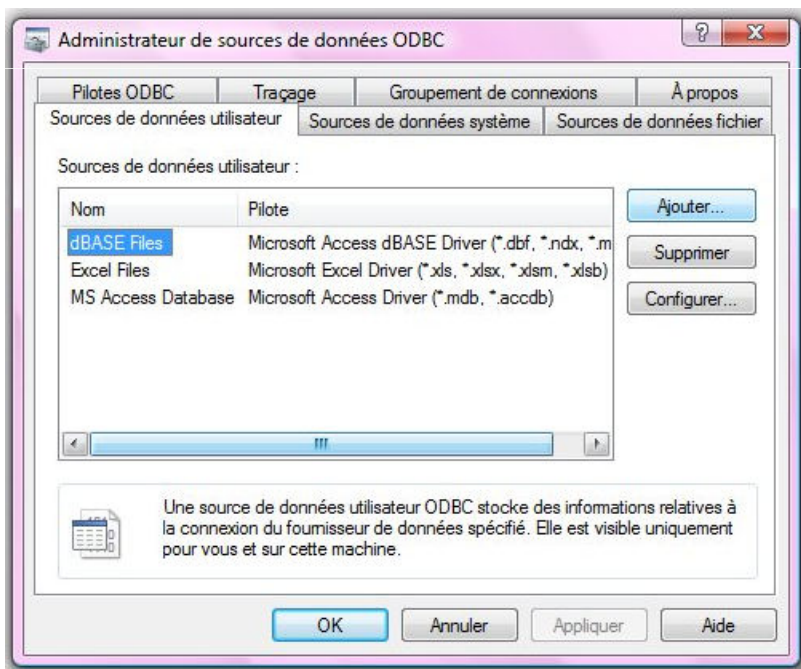 Administrateur de sources de données ODBC
Pilotes ODBC Traçage Groupement de connexions À propos
Sources de données utilisateur Sources de données système Sources de données fichier
Sources de données utilisateur :
Nom Pilote
dBASE Files Microsoft Access dBASE Driver (*.dbf, *.ndx, *.m
Excel Files Microsoft Excel Driver (*.xls, *.xlsx, *.xlsm, *.xlsb)
MS Access Database Microsoft Access Driver (*.mdb, *.accdb)
Ajouter...
Supprimer
Configurer...
Une source de données utilisateur ODBC stocke des informations relatives à
la connexion du fournisseur de données spécifié. Elle est visible uniquement
pour vous et sur cette machine.
OK Annuler Appliquer Aide